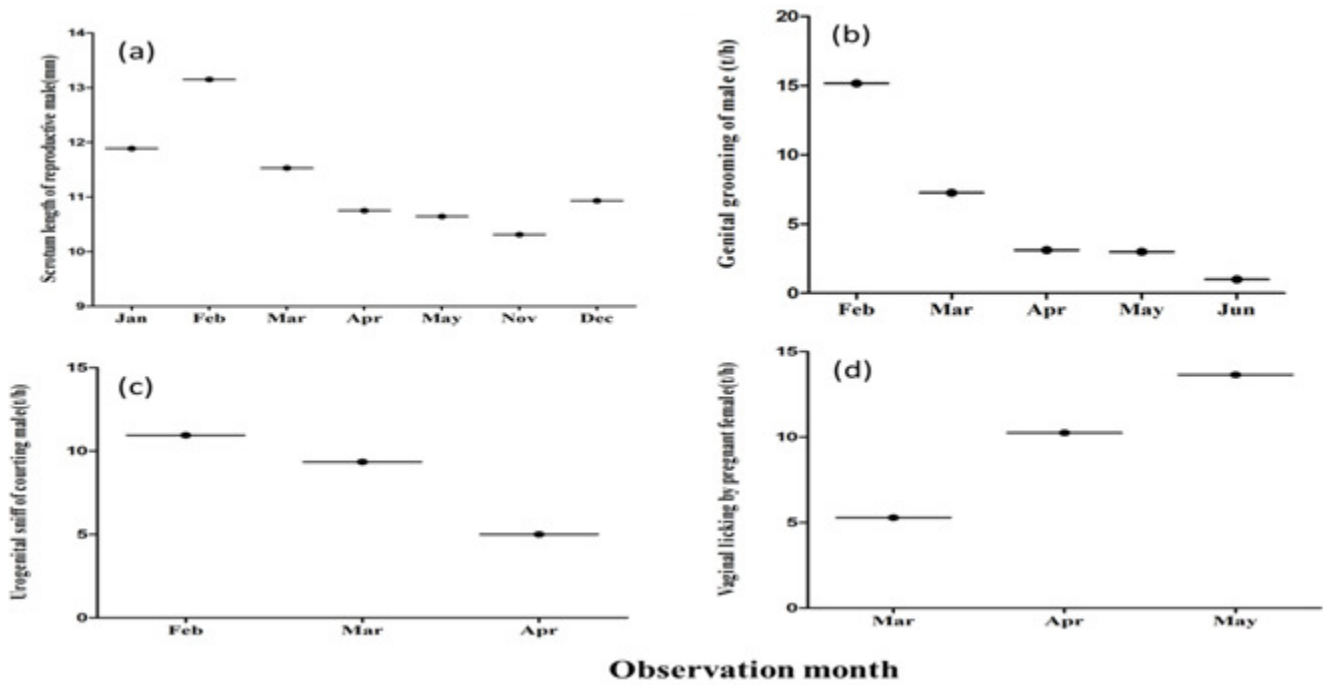 (a)
Scrotum length of reproductive male(mm)
14
13
12
11
10
9
Jan Feb Mar Apr May Nov Dec
(b)
Genital grooming of male (t/h)
20
15
10
5
0
Feb Mar Apr May Jun
(c)
Urogenital sniff of courting male(t/h)
15
10
5
0
Feb Mar Apr
(d)
Vaginal licking by pregnant female(t/h)
15
10
5
0
Mar Apr May
Observation month